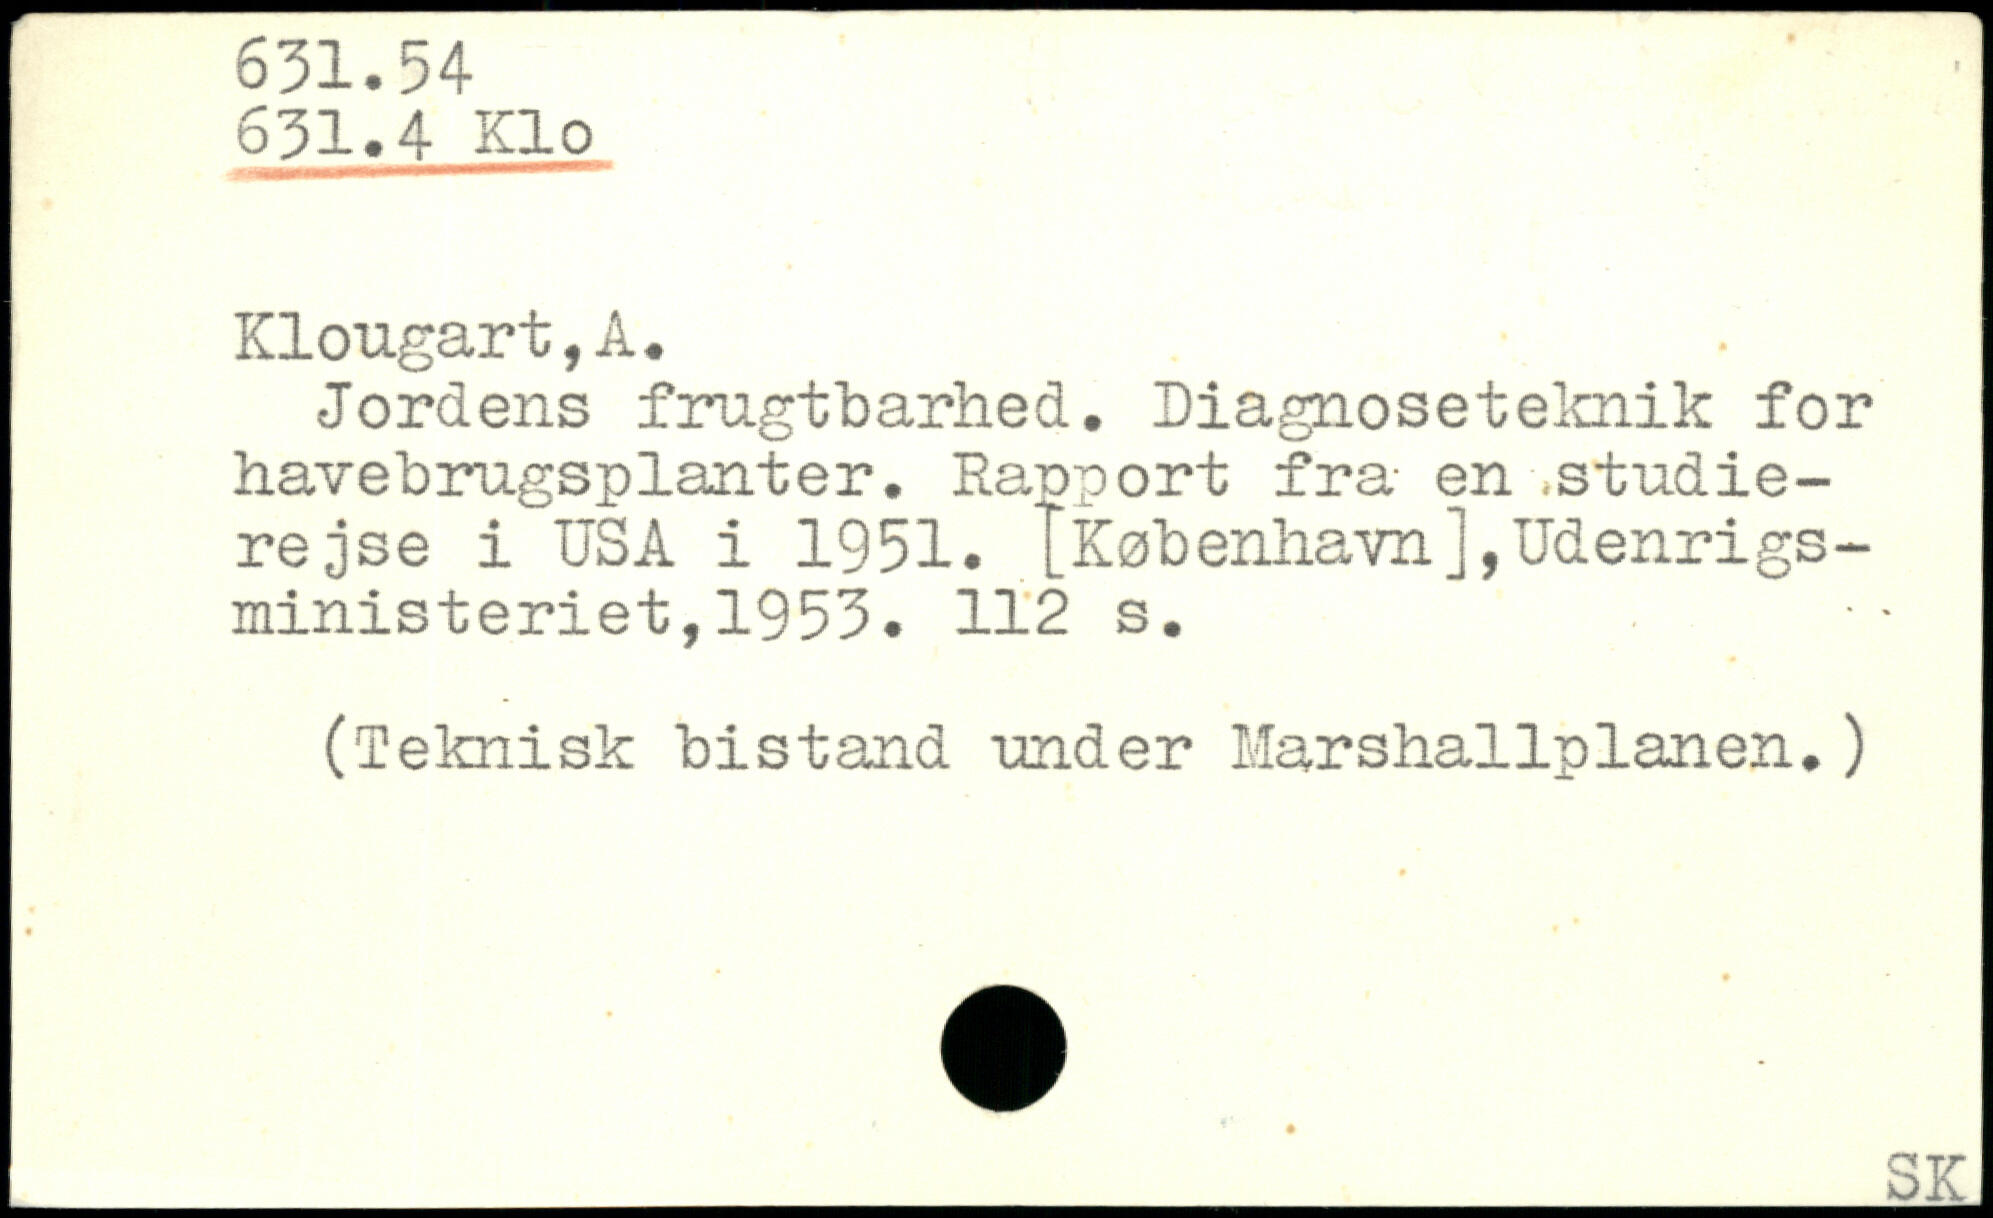 631.54
631.4 Klo
Klougart,A.
Jordens frugtbarhed. Diagnoseteknik for
havebrugsplanter. Rapport fra en studie-
rejse i USA i 1951. [København],Udenrigs-
ministeriet,1953. 112 s.
(Teknisk bistand under Marshallplanen.)
SK